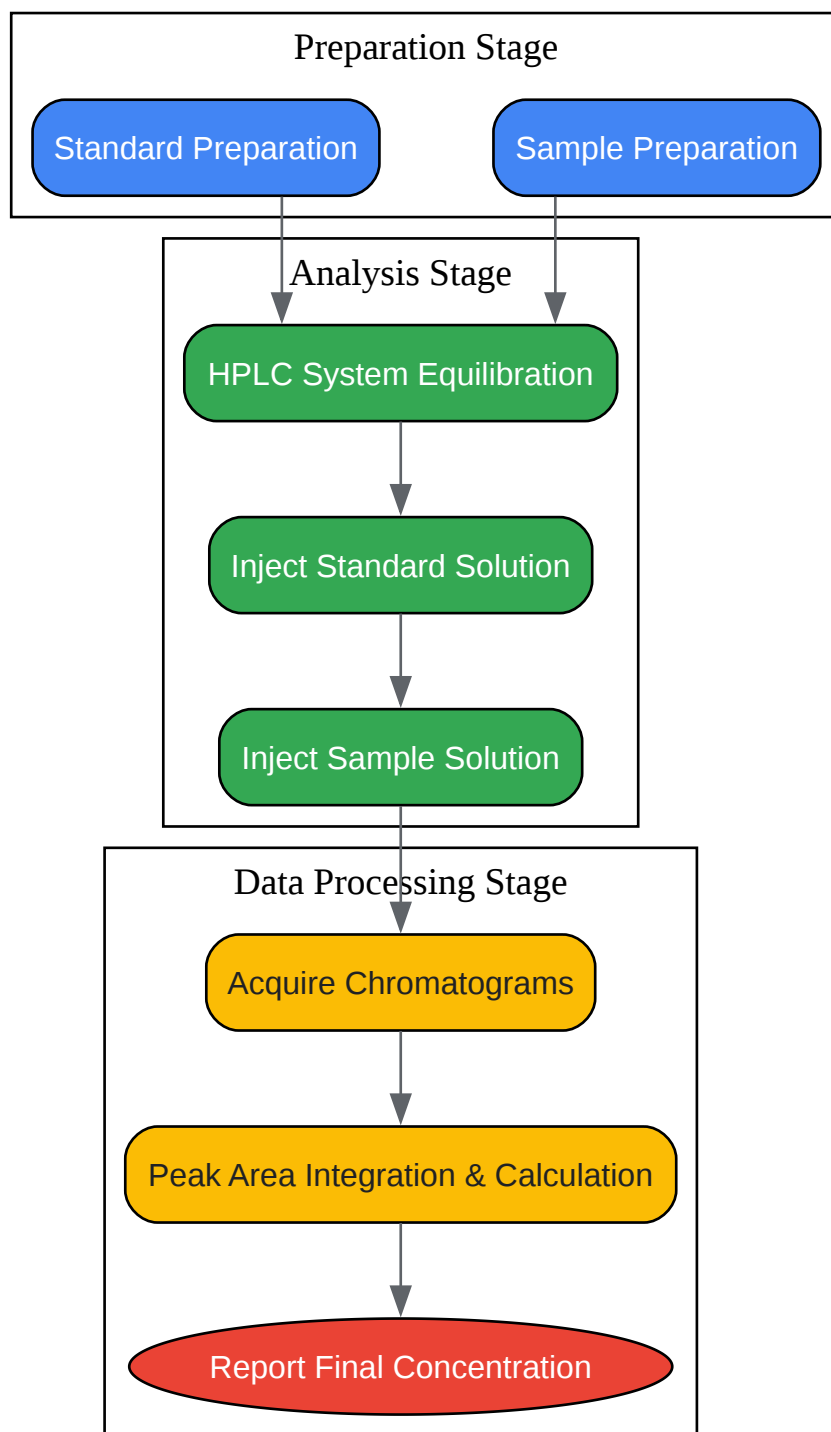 Preparation Stage
Standard Preparation
Sample Preparation
Analysis Stage
HPLC System Equilibration
Inject Standard Solution
Inject Sample Solution
Data Processing Stage
Acquire Chromatograms
Peak Area Integration & Calculation
Report Final Concentration